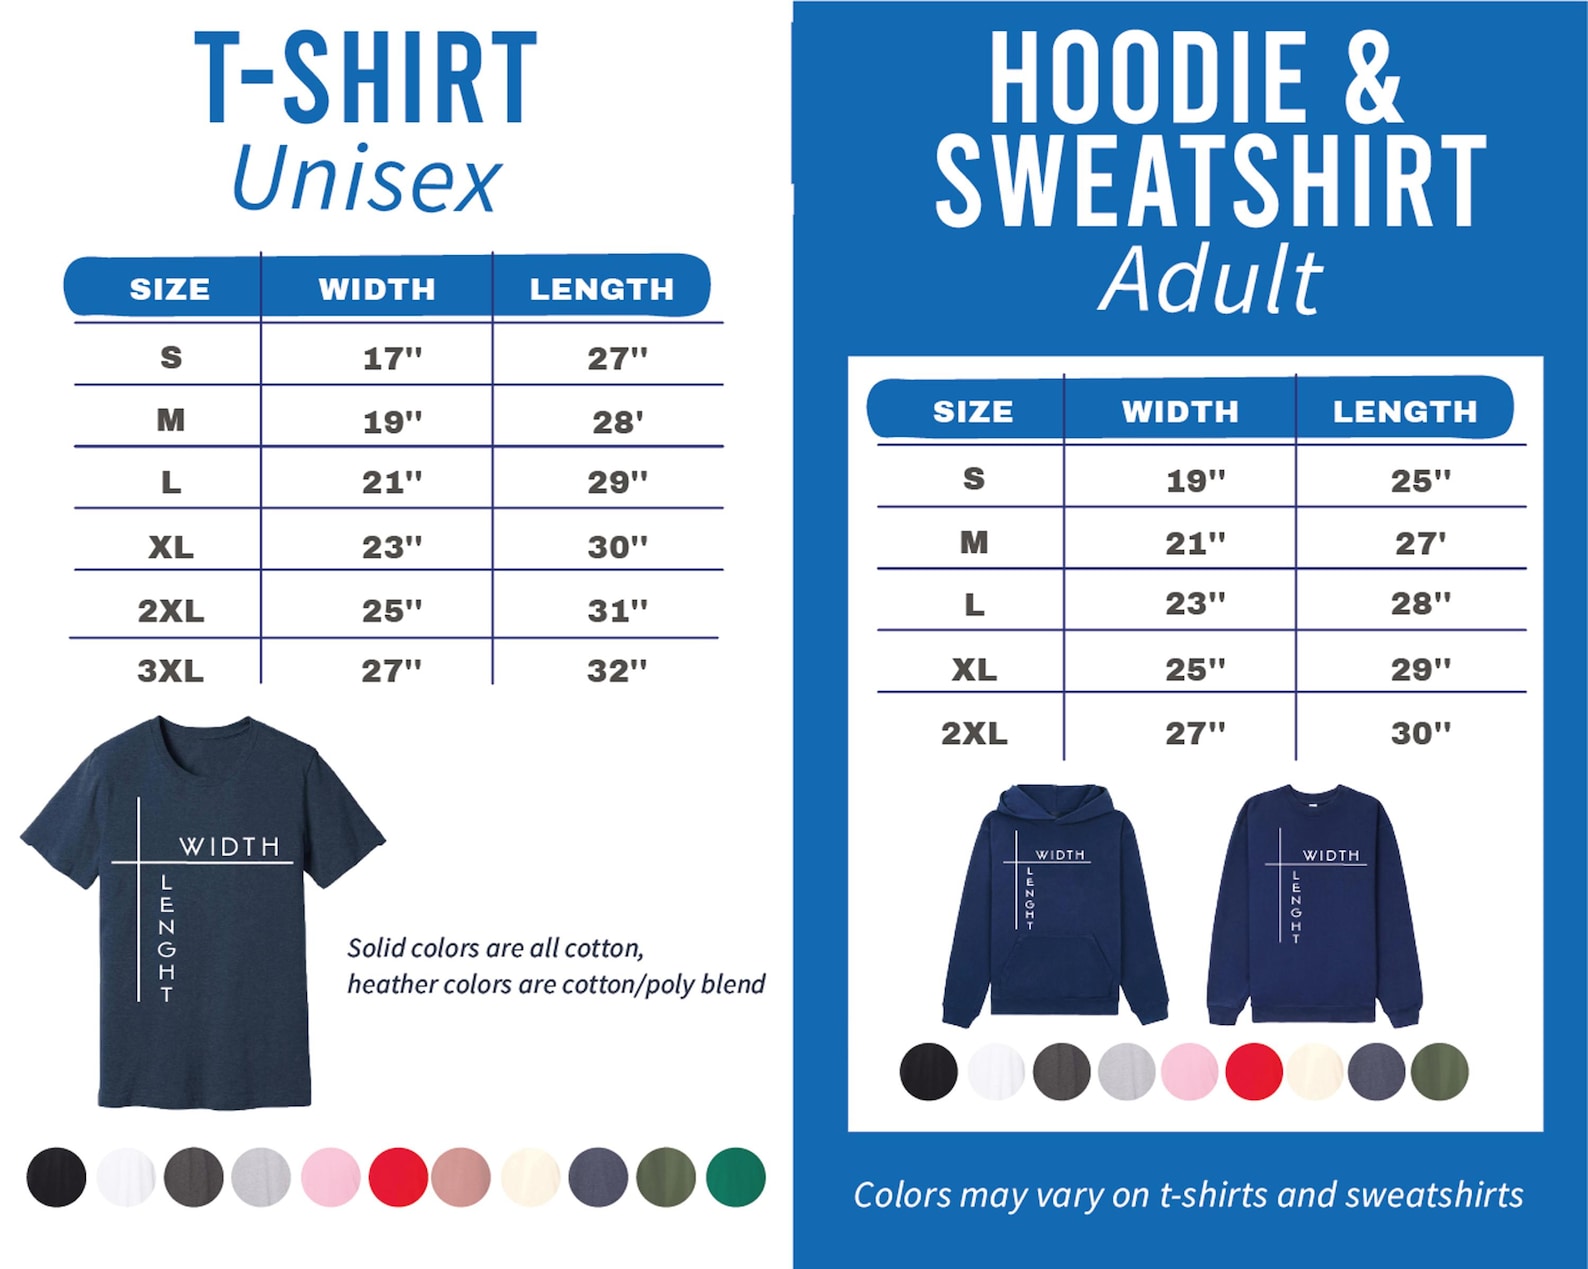 T-SHIRT
Unisex
SIZE WIDTH LENGTH
S 17'' 27''
M 19'' 28'
L 21'' 29''
XL 23'' 30''
2XL 25'' 31''
3XL 27'' 32''
WIDTH
LENGHT
Solid colors are all cotton,
heather colors are cotton/poly blend
HOODIE &
SWEATSHIRT
Adult
SIZE WIDTH LENGTH
S 19'' 25''
M 21'' 27'
L 23'' 28''
XL 25'' 29''
2XL 27'' 30''
WIDTH
LENGHT
WIDTH
LENGHT
Colors may vary on t-shirts and sweatshirts